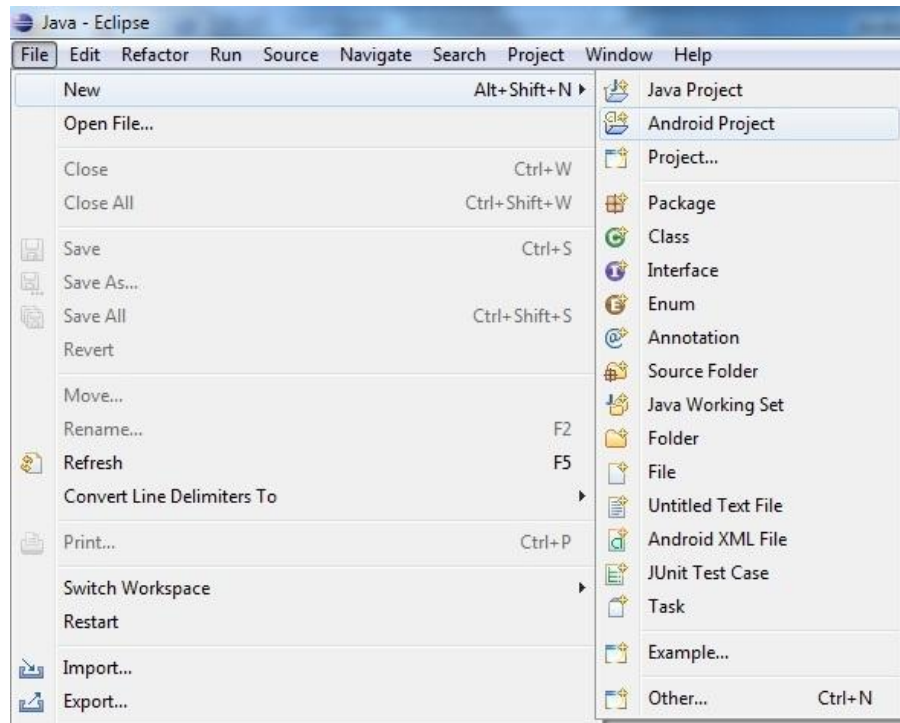 Java - Eclipse
File Edit Refactor Run Source Navigate Search Project Window Help
New Alt+Shift+N
Open File...
Close Ctrl+W
Close All Ctrl+Shift+W
Save Ctrl+S
Save As...
Save All Ctrl+Shift+S
Revert
Move...
Rename... F2
Refresh F5
Convert Line Delimiters To
Print... Ctrl+P
Switch Workspace
Restart
Import...
Export...
Java Project
Android Project
Project...
Package
Class
Interface
Enum
Annotation
Source Folder
Java Working Set
Folder
File
Untitled Text File
Android XML File
JUnit Test Case
Task
Example...
Other... Ctrl+N